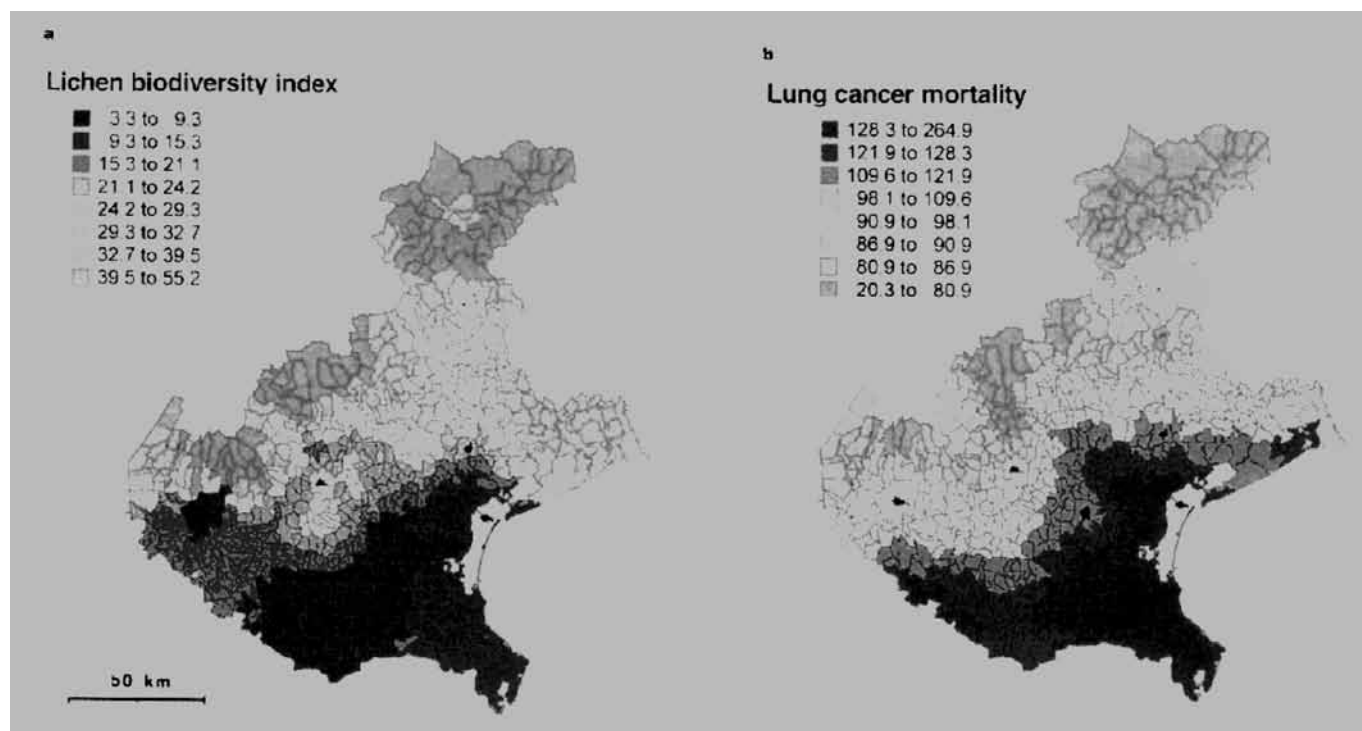 a
Lichen biodiversity index
3.3 to 9.3
9.3 to 15.3
15.3 to 21.1
21.1 to 24.2
24.2 to 29.3
29.3 to 32.7
32.7 to 39.5
39.5 to 55.2
50 km
b
Lung cancer mortality
128.3 to 264.9
121.9 to 128.3
109.6 to 121.9
98.1 to 109.6
90.9 to 98.1
86.9 to 90.9
80.9 to 86.9
20.3 to 80.9